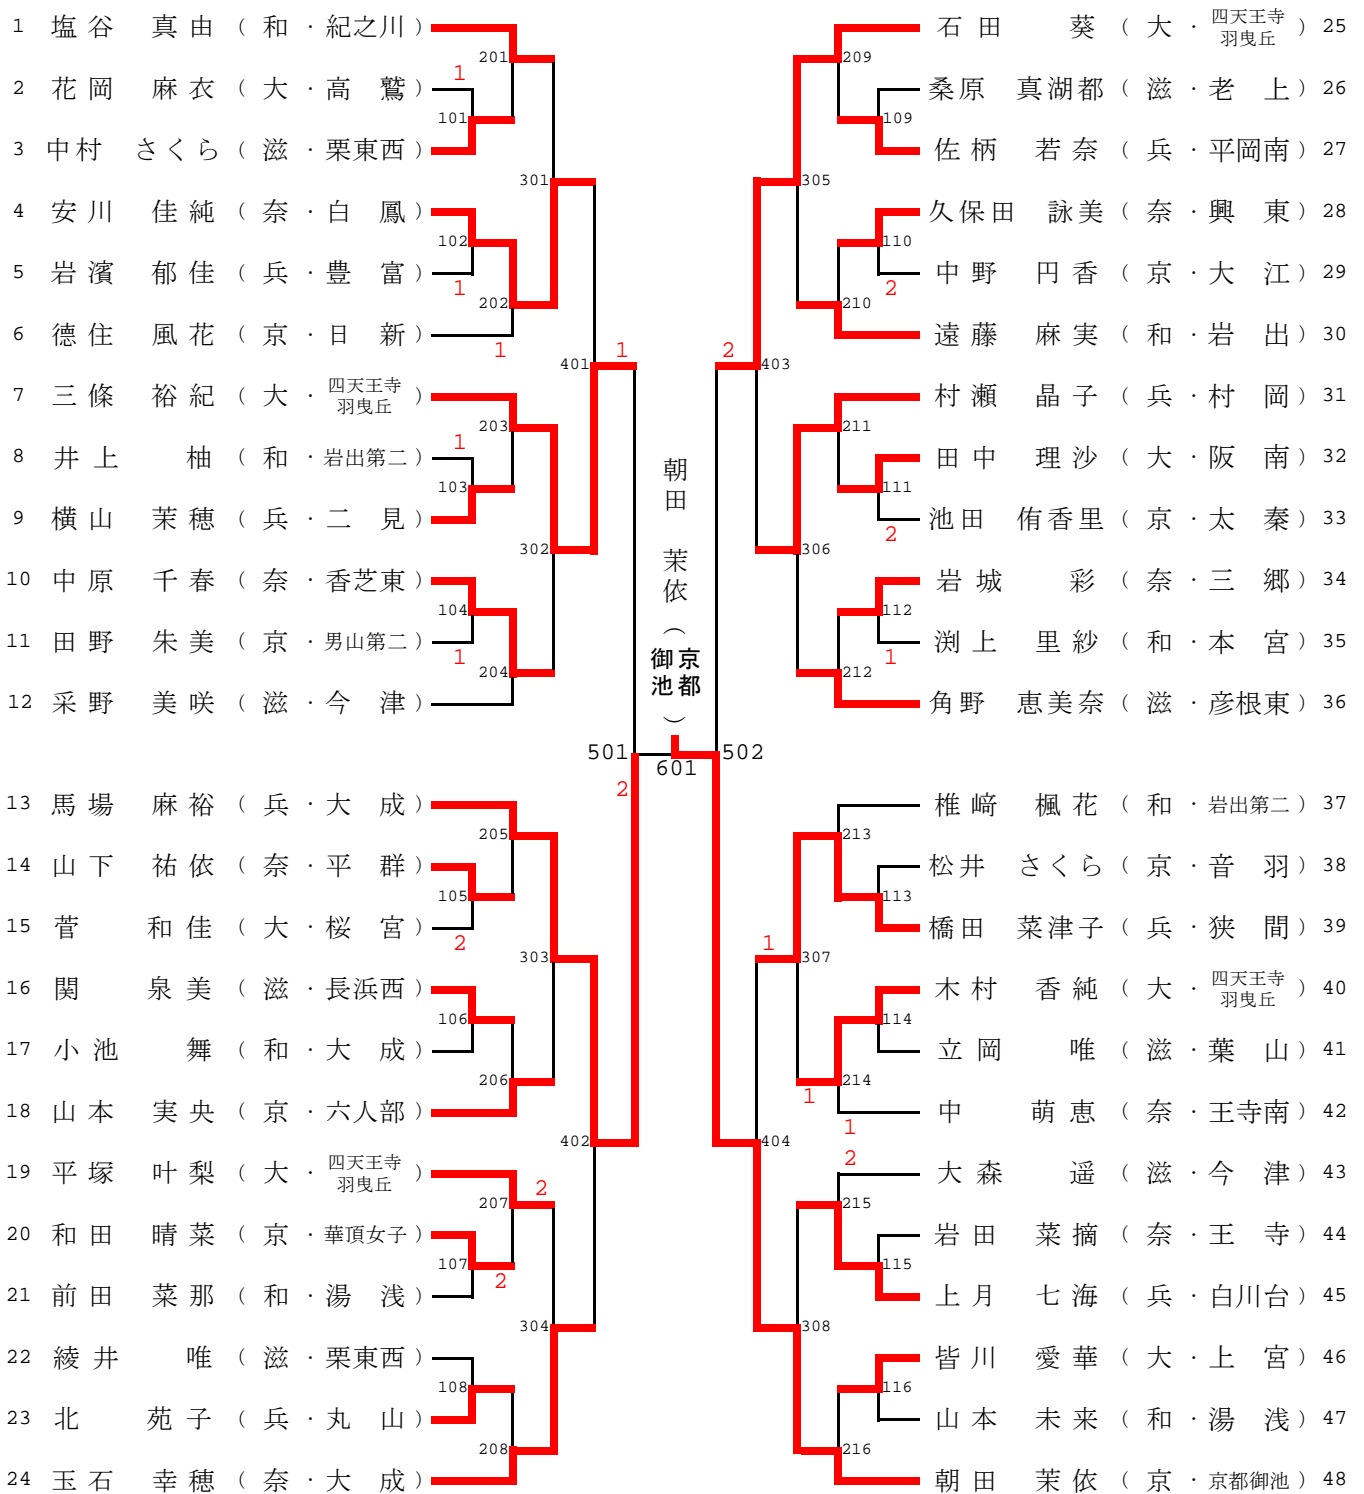 1 塩谷 真由 （ 和 ・ 紀之川 ）
201
2 花岡 麻衣 （ 大 ・ 高 鷲 ）
1
101
3 中村 さくら （ 滋 ・ 栗東西 ）
301
4 安川 佳純 （ 奈 ・ 白 鳳 ）
102
5 岩濱 郁佳 （ 兵 ・ 豊 富 ）
1
202
6 德住 風花 （ 京 ・ 日 新 ）
1
401
1
7 三條 裕紀 （ 大 ・ 四天王寺羽曳丘 ）
203
8 井上 柚 （ 和 ・ 岩出第二 ）
1
103
9 横山 茉穂 （ 兵 ・ 二 見 ）
302
10 中原 千春 （ 奈 ・ 香芝東 ）
104
11 田野 朱美 （ 京 ・ 男山第二 ）
1
204
12 采野 美咲 （ 滋 ・ 今 津 ）
501
2
13 馬場 麻裕 （ 兵 ・ 大 成 ）
205
14 山下 祐依 （ 奈 ・ 平 群 ）
105
15 菅 和佳 （ 大 ・ 桜 宮 ）
2
303
16 関 泉美 （ 滋 ・ 長浜西 ）
106
17 小池 舞 （ 和 ・ 大 成 ）
206
18 山本 実央 （ 京 ・ 六人部 ）
402
19 平塚 叶梨 （ 大 ・ 四天王寺羽曳丘 ）
207
2
20 和田 晴菜 （ 京 ・ 華頂女子 ）
107
2
21 前田 菜那 （ 和 ・ 湯 浅 ）
304
22 綾井 唯 （ 滋 ・ 栗東西 ）
108
23 北 苑子 （ 兵 ・ 丸 山 ）
208
24 玉石 幸穂 （ 奈 ・ 大 成 ）
朝田 茉依（京都御池）
601
石田 葵 （ 大 ・ 四天王寺羽曳丘 ） 25
209
桑原 真湖都 （ 滋 ・ 老 上 ） 26
109
佐柄 若奈 （ 兵 ・ 平岡南 ） 27
305
久保田 詠美 （ 奈 ・ 興 東 ） 28
110
中野 円香 （ 京 ・ 大 江 ） 29
2
210
遠藤 麻実 （ 和 ・ 岩 出 ） 30
2
403
村瀬 晶子 （ 兵 ・ 村 岡 ） 31
211
田中 理沙 （ 大 ・ 阪 南 ） 32
111
池田 侑香里 （ 京 ・ 太 秦 ） 33
2
306
岩城 彩 （ 奈 ・ 三 郷 ） 34
112
渕上 里紗 （ 和 ・ 本 宮 ） 35
1
212
角野 恵美奈 （ 滋 ・ 彦根東 ） 36
502
椎﨑 楓花 （ 和 ・ 岩出第二 ） 37
213
松井 さくら （ 京 ・ 音 羽 ） 38
113
橋田 菜津子 （ 兵 ・ 狭 間 ） 39
1
307
木村 香純 （ 大 ・ 四天王寺羽曳丘 ） 40
114
立岡 唯 （ 滋 ・ 葉 山 ） 41
214
1
中 萌恵 （ 奈 ・ 王寺南 ） 42
1
404
大森 遥 （ 滋 ・ 今 津 ） 43
2
215
岩田 菜摘 （ 奈 ・ 王 寺 ） 44
115
上月 七海 （ 兵 ・ 白川台 ） 45
308
皆川 愛華 （ 大 ・ 上 宮 ） 46
116
山本 未来 （ 和 ・ 湯 浅 ） 47
216
朝田 茉依 （ 京 ・ 京都御池 ） 48